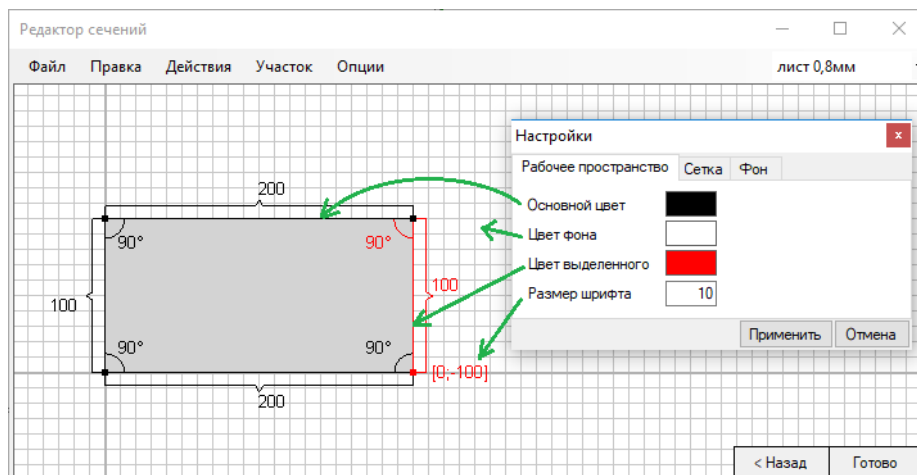 Редактор сечений
Файл Правка Действия Участок Опции лист 0,8мм
Настройки
x
Рабочее пространство Сетка Фон
Основной цвет
Цвет фона
Цвет выделенного
Размер шрифта 10
Применить Отмена
200
90° 90°
100 100
90° 90°
[0;-100]
200
< Назад Готово